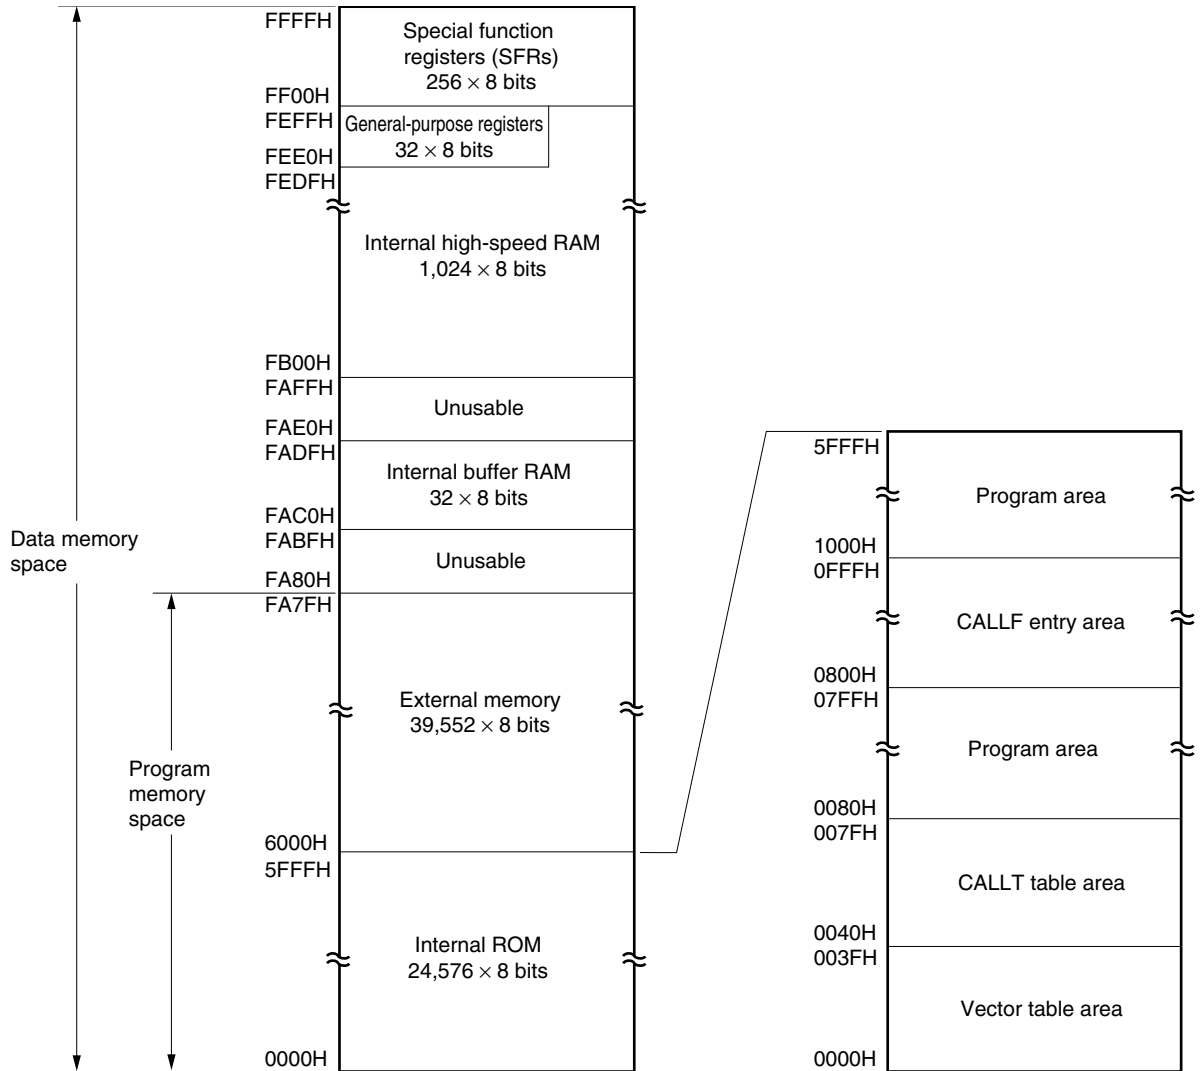 FFFFH
Special function
registers (SFRs)
256 × 8 bits
FF00H
FEFFH
General-purpose registers
32 × 8 bits
FEE0H
FEDFH
Internal high-speed RAM
1,024 × 8 bits
FB00H
FAFFH
Unusable
FAE0H
FADFH
Internal buffer RAM
32 × 8 bits
FAC0H
FABFH
Unusable
FA80H
FA7FH
Data memory
space
External memory
39,552 × 8 bits
Program
memory
space
6000H
5FFFH
Internal ROM
24,576 × 8 bits
0000H
5FFFH
Program area
1000H
0FFFH
CALLF entry area
0800H
07FFH
Program area
0080H
007FH
CALLT table area
0040H
003FH
Vector table area
0000H